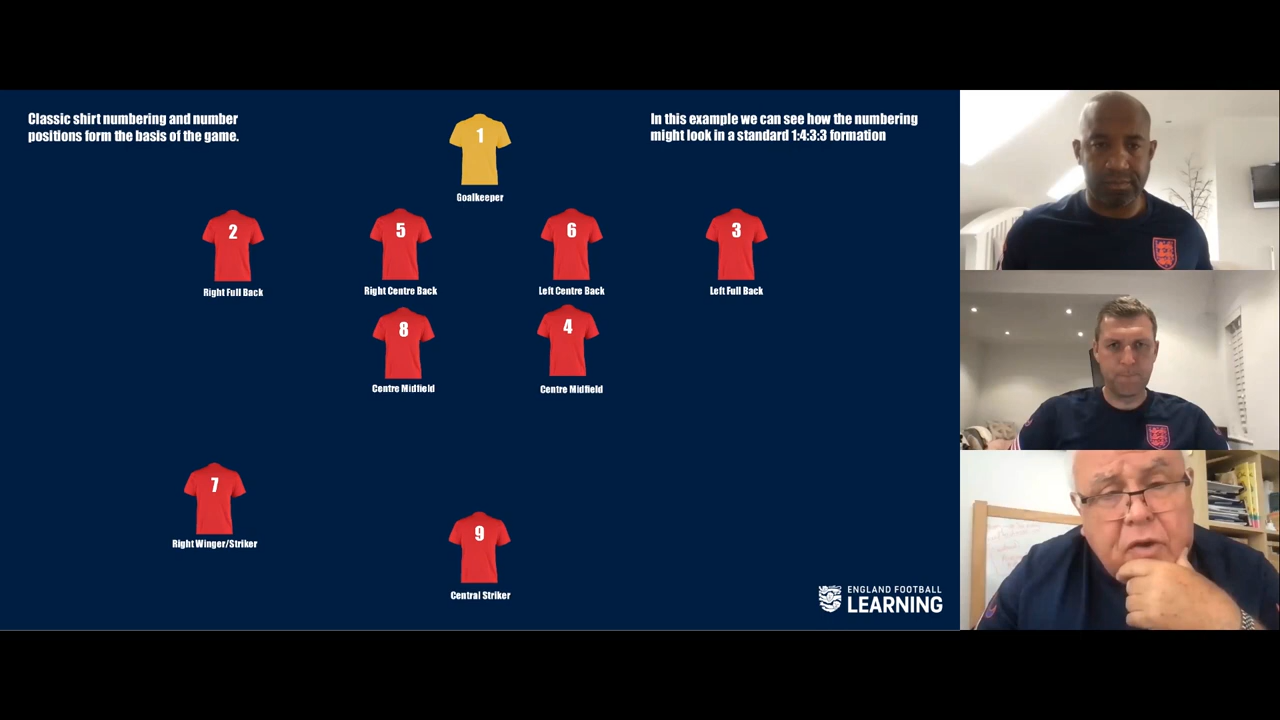 Classic shirt numbering and number
positions form the basis of the game.
In this example we can see how the numbering
might look in a standard 1:4:3:3 formation
1
Goalkeeper
2
Right Full Back
5
Right Centre Back
6
Left Centre Back
3
Left Full Back
8
Centre Midfield
4
Centre Midfield
7
Right Winger/Striker
9
Central Striker
ENGLAND FOOTBALL
LEARNING